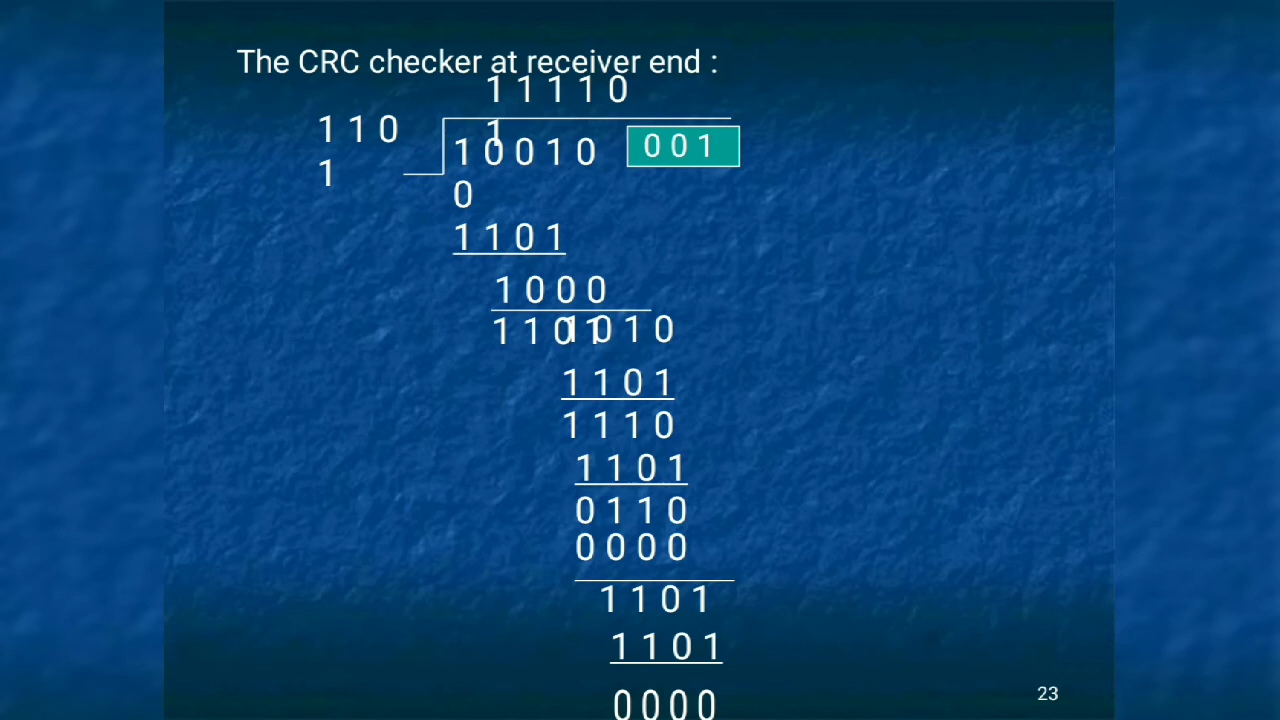 The CRC checker at receiver end :
1 1 1 1 0
1
1 1 0
1
1 0 0 1 0
0
0 0 1
1 1 0 1
1 0 0 0
1 1 0 1
1 0 1 0
1 1 0 1
1 1 1 0
1 1 0 1
0 1 1 0
0 0 0 0
1 1 0 1
1 1 0 1
0 0 0 0
23